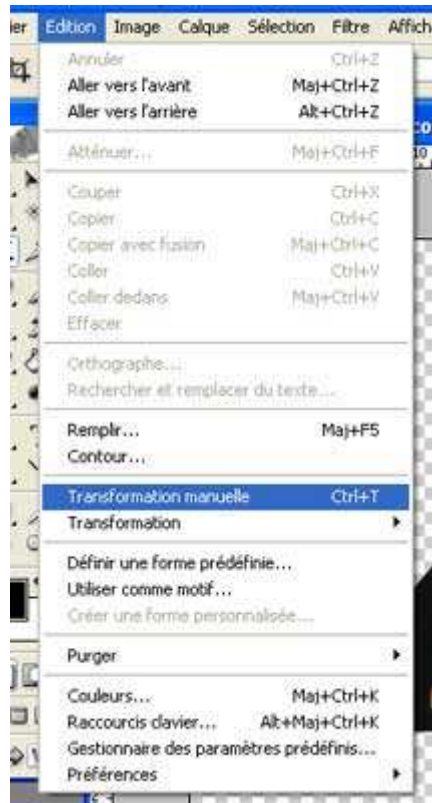 er Edition Image Calque Sélection Filtre Affich
Annuler Ctrl+Z
Aller vers l'avant Maj+Ctrl+Z
Aller vers l'arrière Alt+Ctrl+Z
Atténuer... Maj+Ctrl+F
Couper Ctrl+X
Copier Ctrl+C
Copier avec fusion Maj+Ctrl+C
Coller Ctrl+V
Coller dedans Maj+Ctrl+V
Effacer
Orthographe...
Rechercher et remplacer du texte...
Remplir... Maj+F5
Contour...
Transformation manuelle Ctrl+T
Transformation
Définir une forme prédéfinie...
Utiliser comme motif...
Créer une forme personnalisée...
Purger
Couleurs... Maj+Ctrl+K
Raccourcis clavier... Alt+Maj+Ctrl+K
Gestionnaire des paramètres prédéfinis...
Préférences